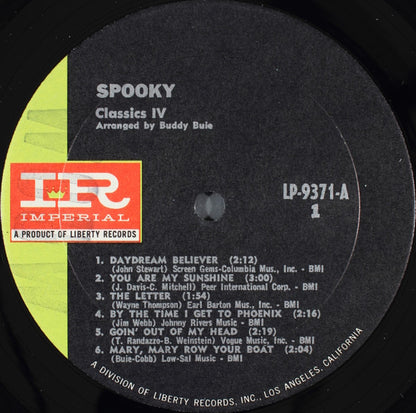 SPOOKY
Classics IV
Arranged by Buddy Buie
IR
IMPERIAL
A PRODUCT OF LIBERTY RECORDS
LP-9371-A
1
1. DAYDREAM BELIEVER (2:12)
(John Stewart) Screen Gems-Columbia Mus., Inc. - BMI
2. YOU ARE MY SUNSHINE (3:00)
(J. Davis-C. Mitchell) Peer International Corp. - BMI
3. THE LETTER (1:54)
(Wayne Thompson) Earl Barton Mus., Inc. - BMI
4. BY THE TIME I GET TO PHOENIX (2:16)
(Jim Webb) Johnny Rivers Music - BMI
5. GOIN' OUT OF MY HEAD (2:19)
(T. Randazzo-B. Weinstein) Vogue Music, Inc. - BMI
6. MARY, MARY ROW YOUR BOAT (2:04)
(Buie-Cobb) Low-Sal Music - BMI
A DIVISION OF LIBERTY RECORDS, INC., LOS ANGELES, CALIFORNIA